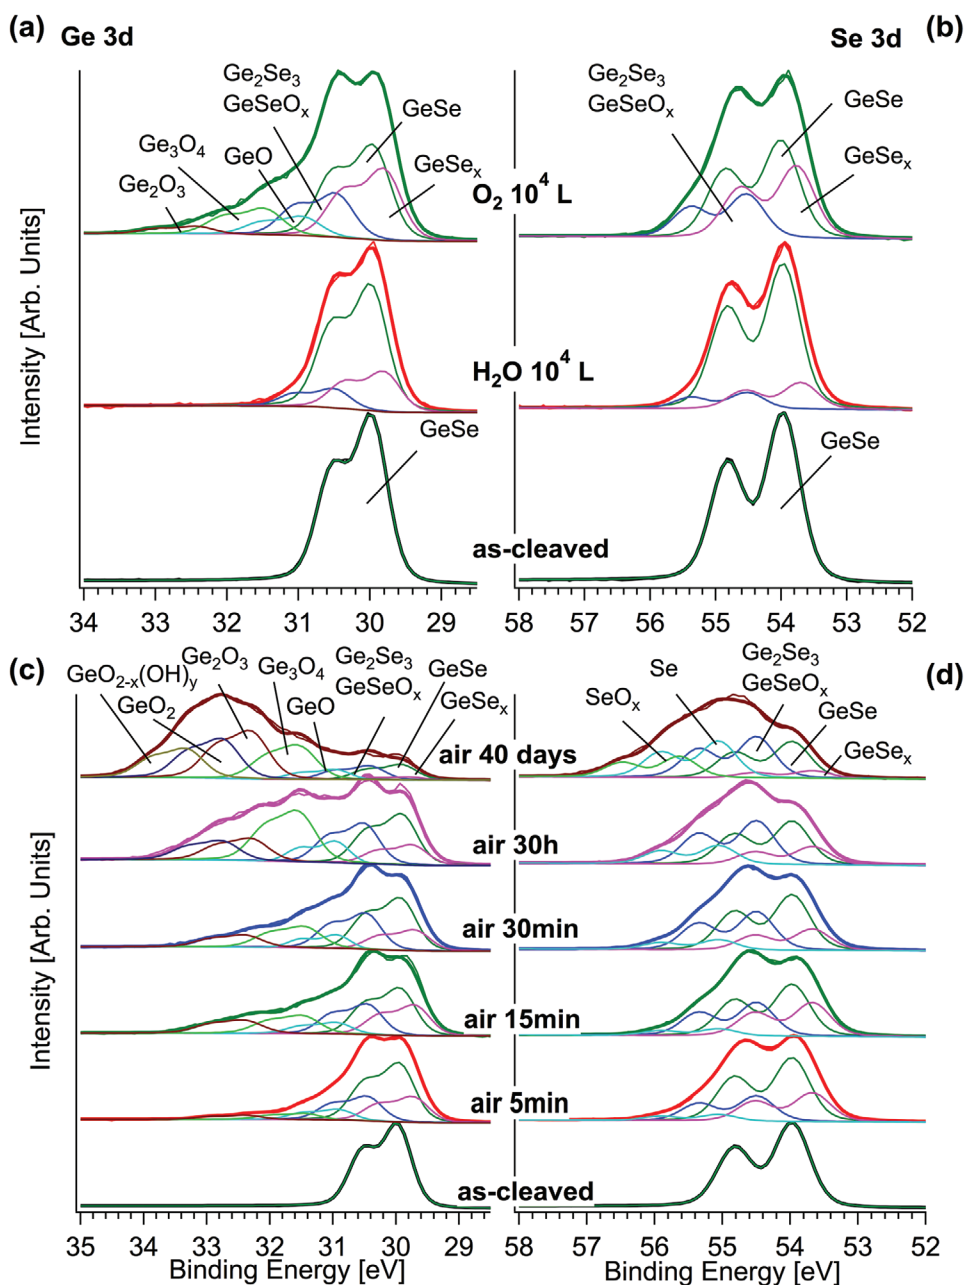 (a) Ge 3d
Se 3d (b)
Ge₂Se₃
GeSeOₓ
GeSe
Ge₃O₄
GeO
GeSeₓ
Ge₂O₃
Ge₂Se₃
GeSeOₓ
GeSe
GeSeₓ
O₂ 10⁴ L
H₂O 10⁴ L
GeSe
GeSe
as-cleaved
Intensity [Arb. Units]
34 33 32 31 30 29
58 57 56 55 54 53 52
(c)
(d)
GeO₂₋ₓ(OH)ᵧ
GeO₂
Ge₂O₃
Ge₃O₄
GeO
Ge₂Se₃
GeSeOₓ
GeSe
GeSeₓ
SeOₓ
Se
Ge₂Se₃
GeSeOₓ
GeSe
GeSeₓ
air 40 days
air 30h
air 30min
air 15min
air 5min
as-cleaved
Intensity [Arb. Units]
35 34 33 32 31 30 29
58 57 56 55 54 53 52
Binding Energy [eV]
Binding Energy [eV]